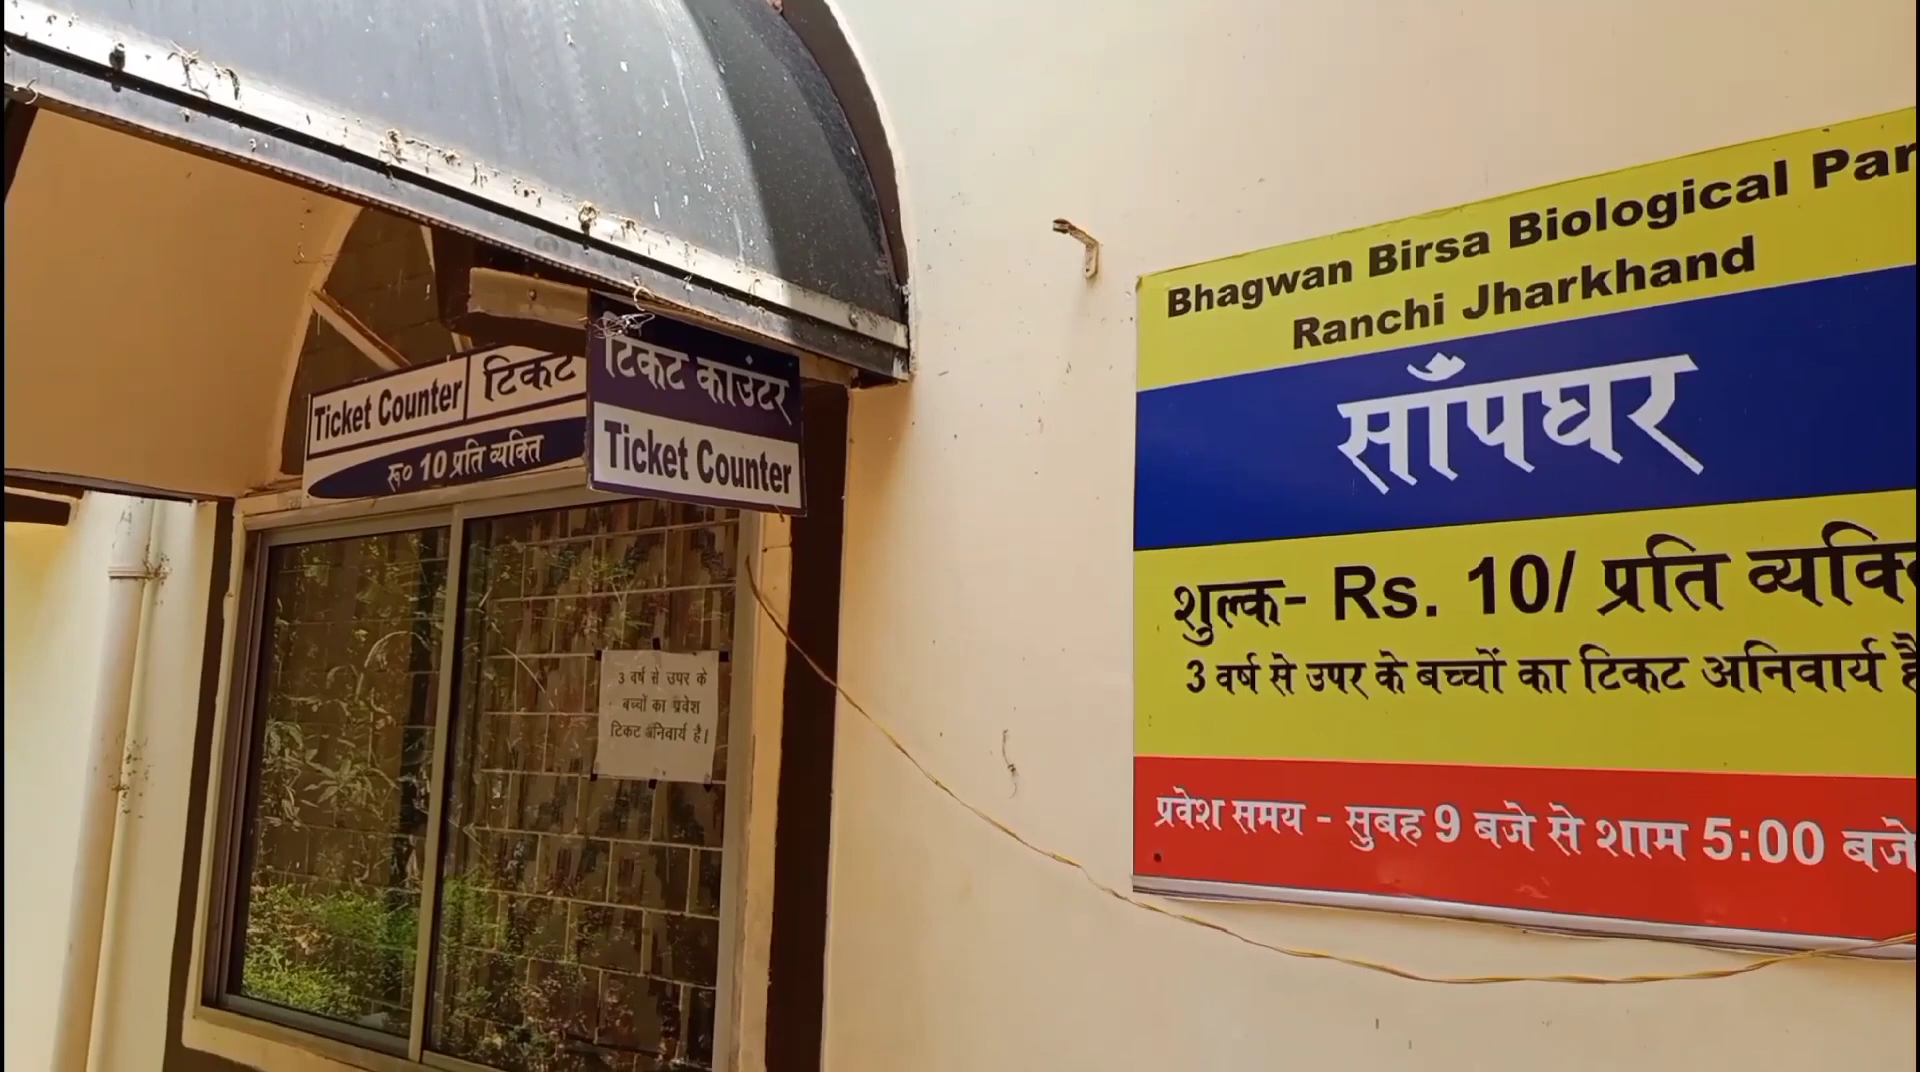 Ticket Counter टिकट
रू० 10 प्रति व्यक्ति
टिकट काउंटर
Ticket Counter
3 वर्ष से उपर के
बच्चों का प्रवेश
टिकट अनिवार्य है।
Bhagwan Birsa Biological Par
Ranchi Jharkhand
साँपघर
शुल्क- Rs. 10/ प्रति व्यक्ति
3 वर्ष से उपर के बच्चों का टिकट अनिवार्य है
प्रवेश समय - सुबह 9 बजे से शाम 5:00 बजे